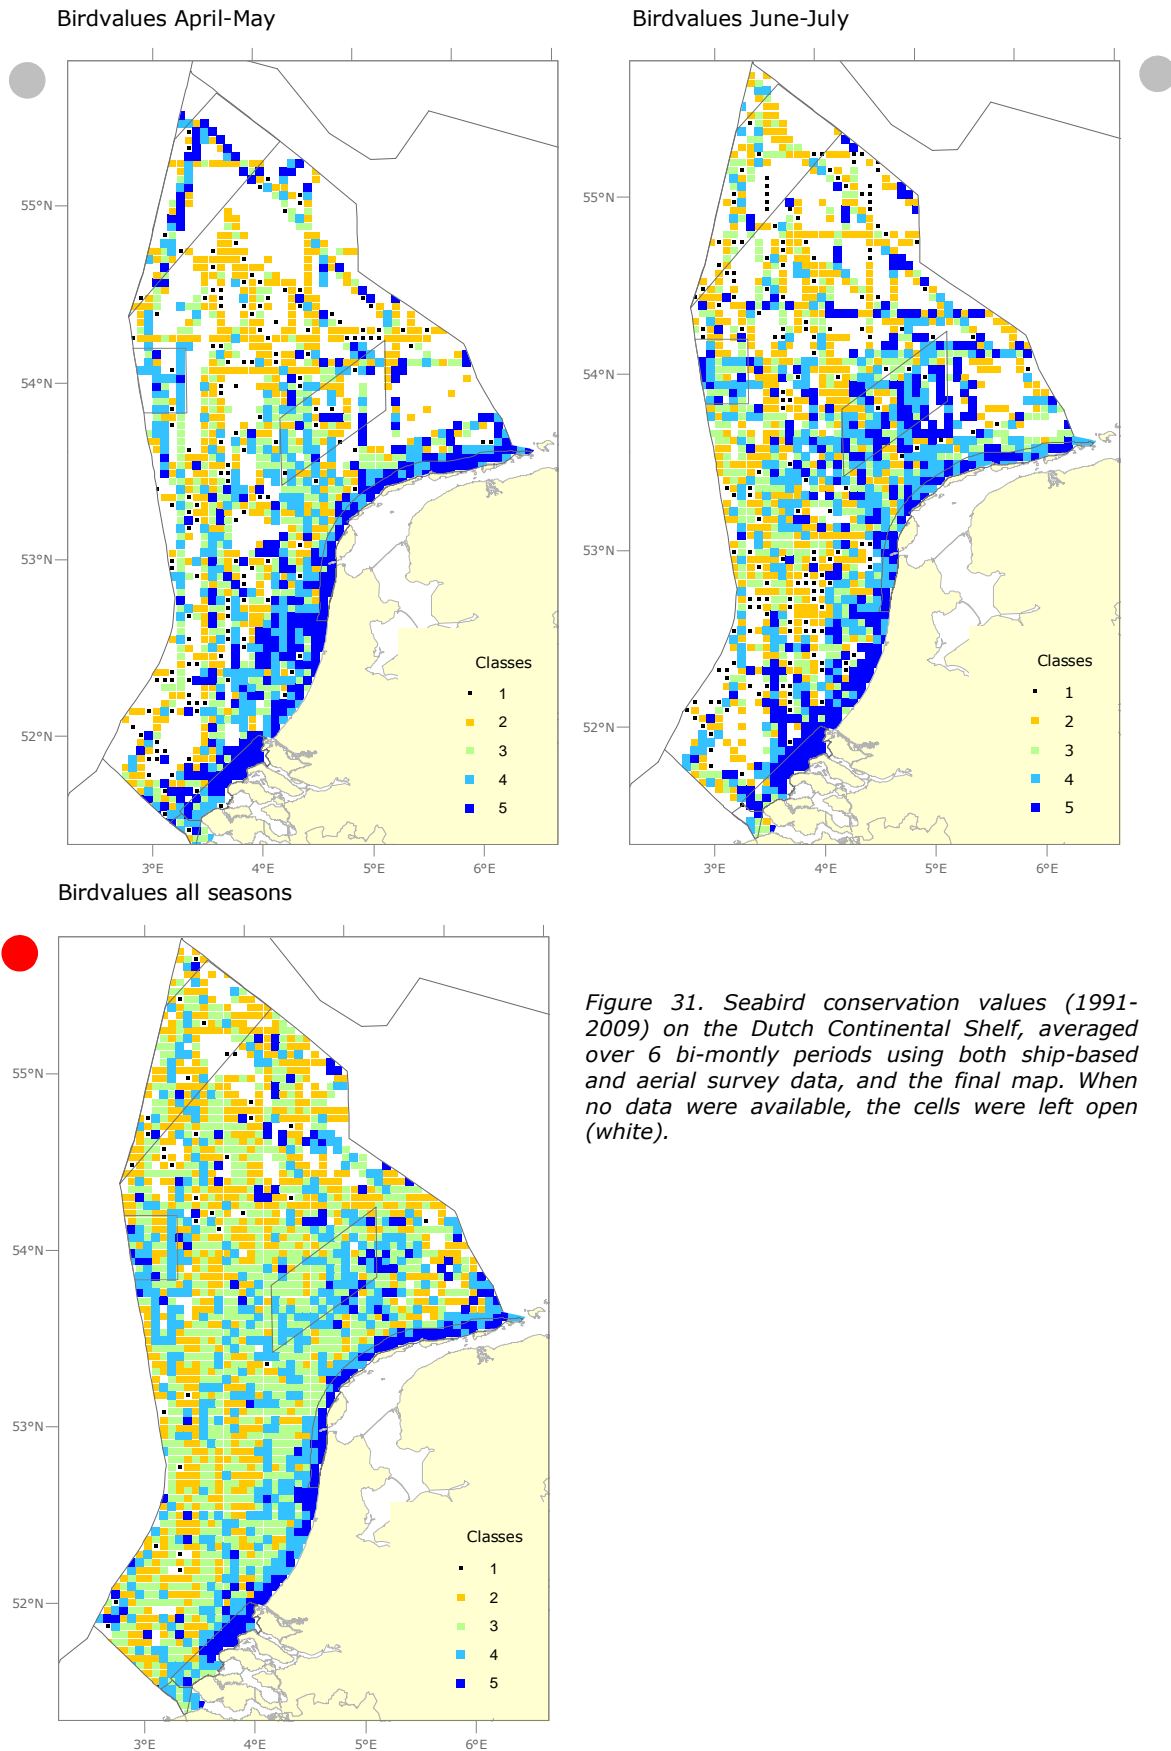 Birdvalues April-May
55°N
54°N
53°N
52°N
3°E 4°E 5°E 6°E
Classes
1
2
3
4
5
Birdvalues June-July
55°N
54°N
53°N
52°N
3°E 4°E 5°E 6°E
Classes
1
2
3
4
5
Birdvalues all seasons
55°N
54°N
53°N
52°N
3°E 4°E 5°E 6°E
Classes
1
2
3
4
5
Figure 31. Seabird conservation values (1991-
2009) on the Dutch Continental Shelf, averaged
over 6 bi-montly periods using both ship-based
and aerial survey data, and the final map. When
no data were available, the cells were left open
(white).